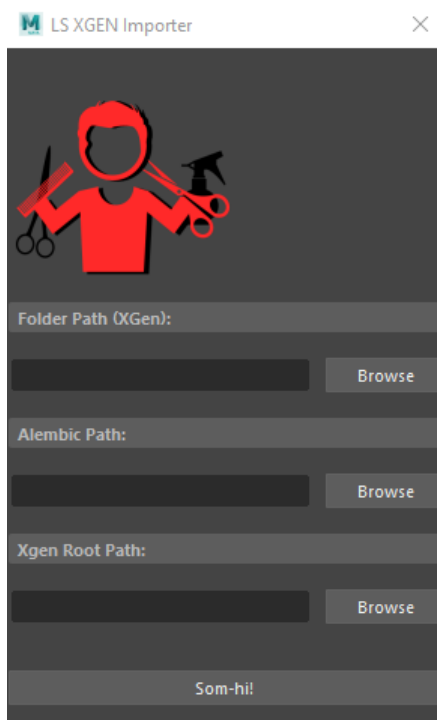 LS XGEN Importer
Folder Path (XGen):
Browse
Alembic Path:
Browse
Xgen Root Path:
Browse
Som-hi!